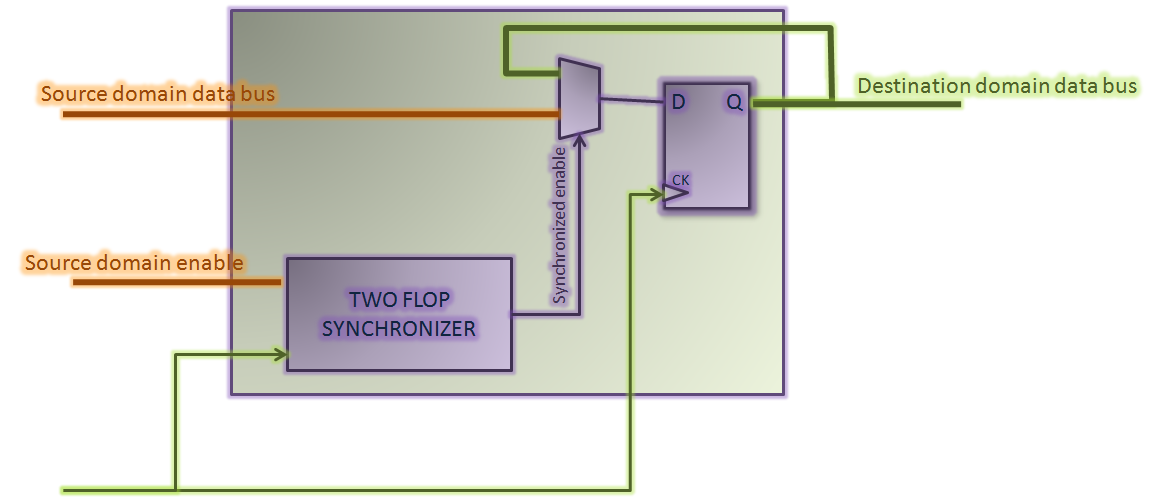 Source domain data bus
Destination domain data bus
D
Q
CK
Synchronized enable
Source domain enable
TWO FLOP
SYNCHRONIZER